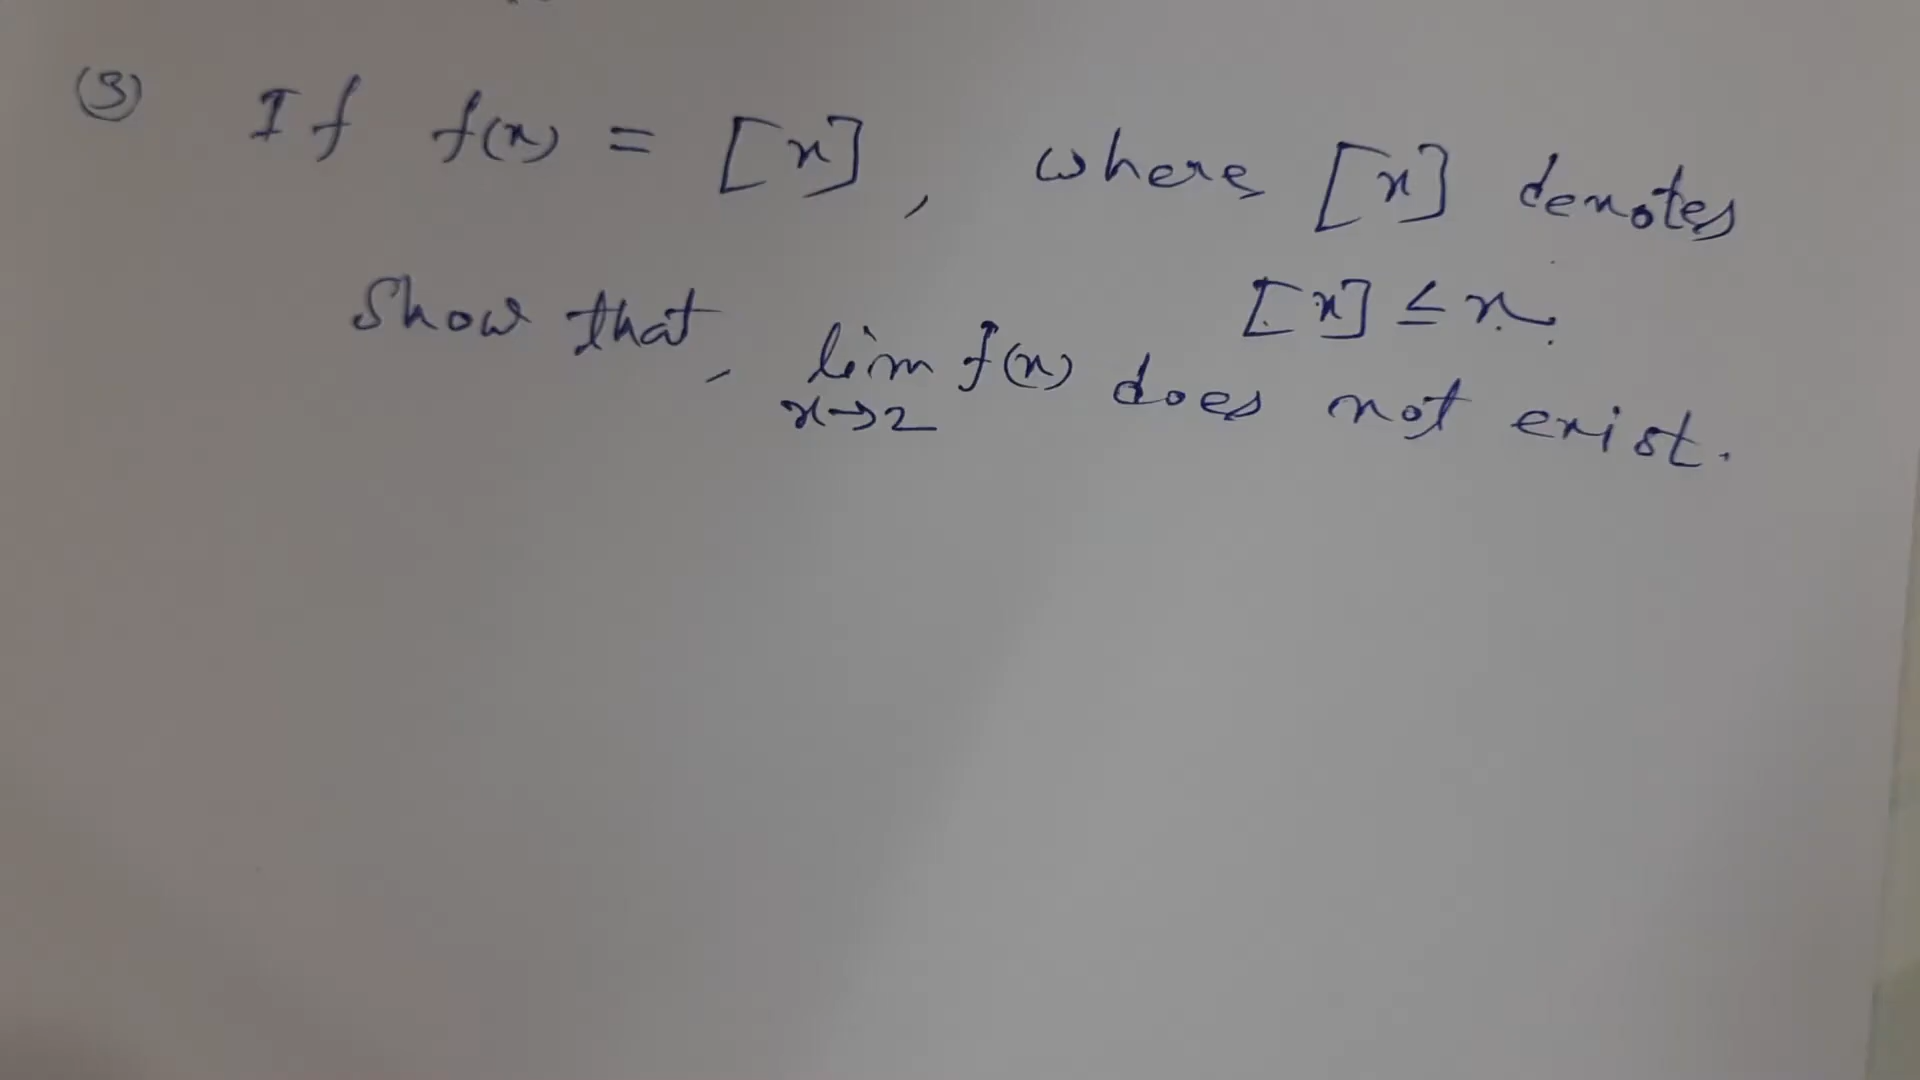 (3) If f(x) = [x], where [x] denotes
[x] ≤ x.
Show that, lim f(x) does not exist.
x→2